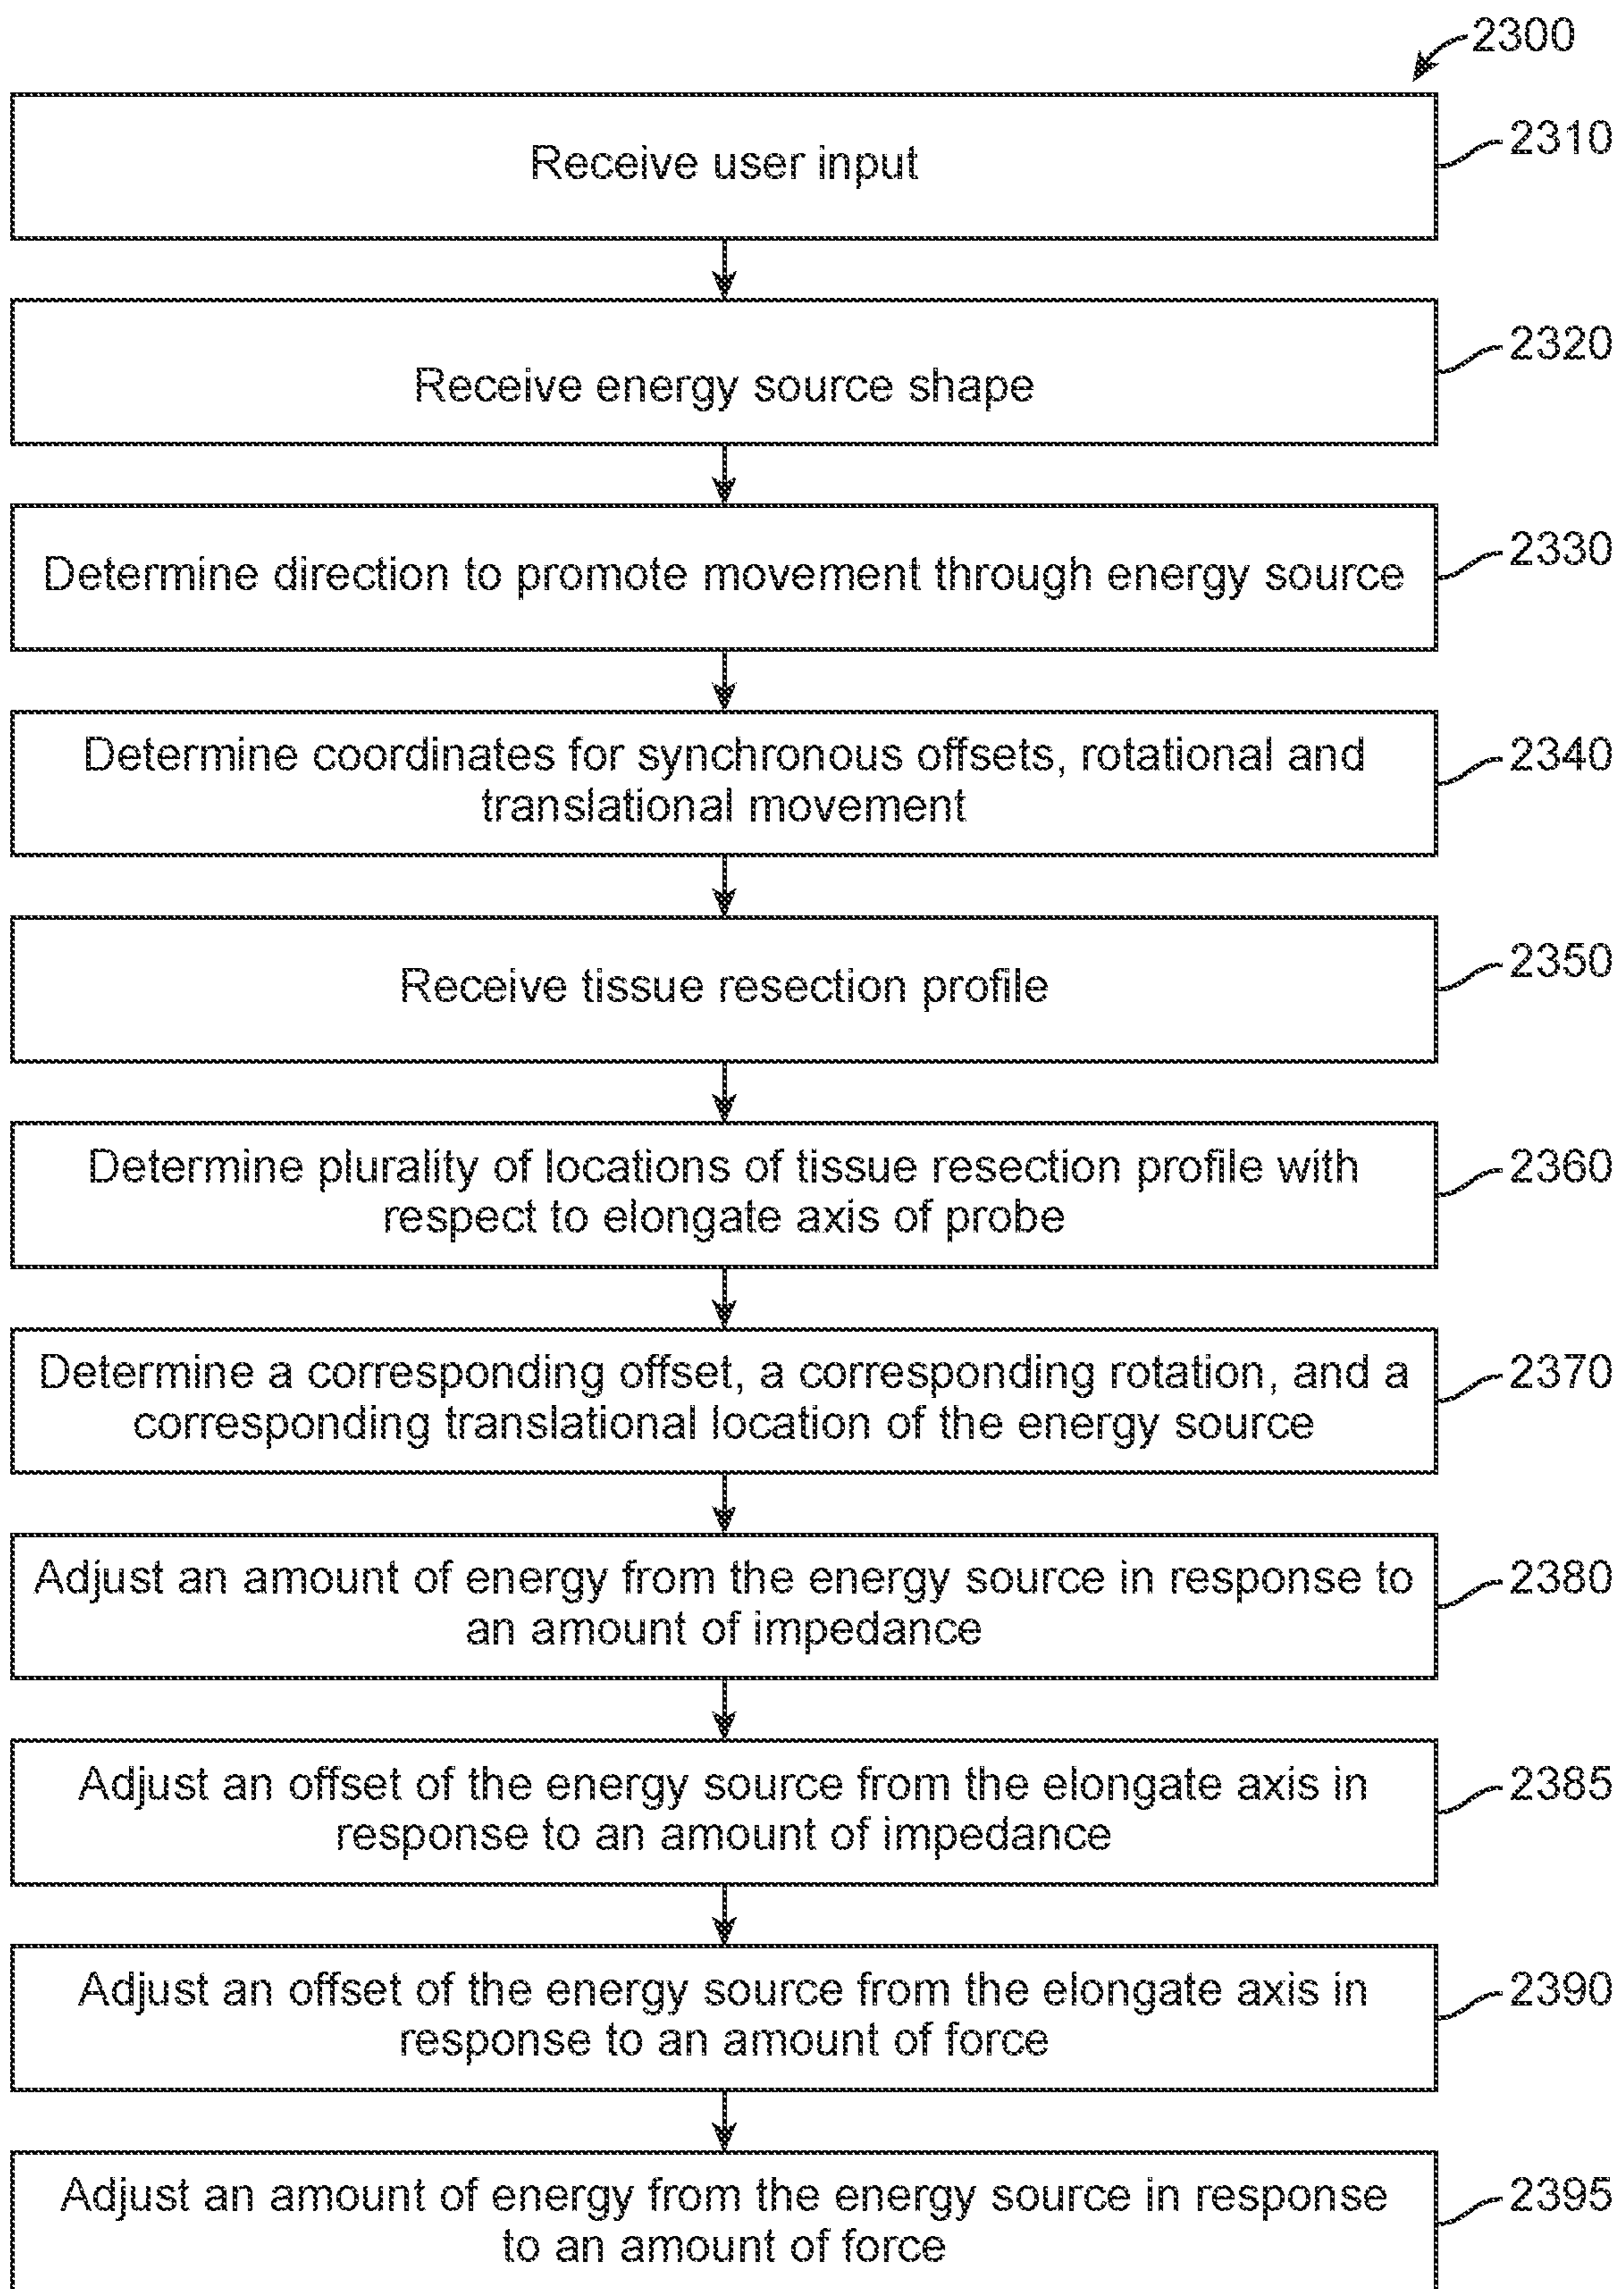 2300
Receive user input
2310
Receive energy source shape
2320
Determine direction to promote movement through energy source
2330
Determine coordinates for synchronous offsets, rotational and
translational movement
2340
Receive tissue resection profile
2350
Determine plurality of locations of tissue resection profile with
respect to elongate axis of probe
2360
Determine a corresponding offset, a corresponding rotation, and a
corresponding translational location of the energy source
2370
Adjust an amount of energy from the energy source in response to
an amount of impedance
2380
Adjust an offset of the energy source from the elongate axis in
response to an amount of impedance
2385
Adjust an offset of the energy source from the elongate axis in
response to an amount of force
2390
Adjust an amount of energy from the energy source in response
to an amount of force
2395